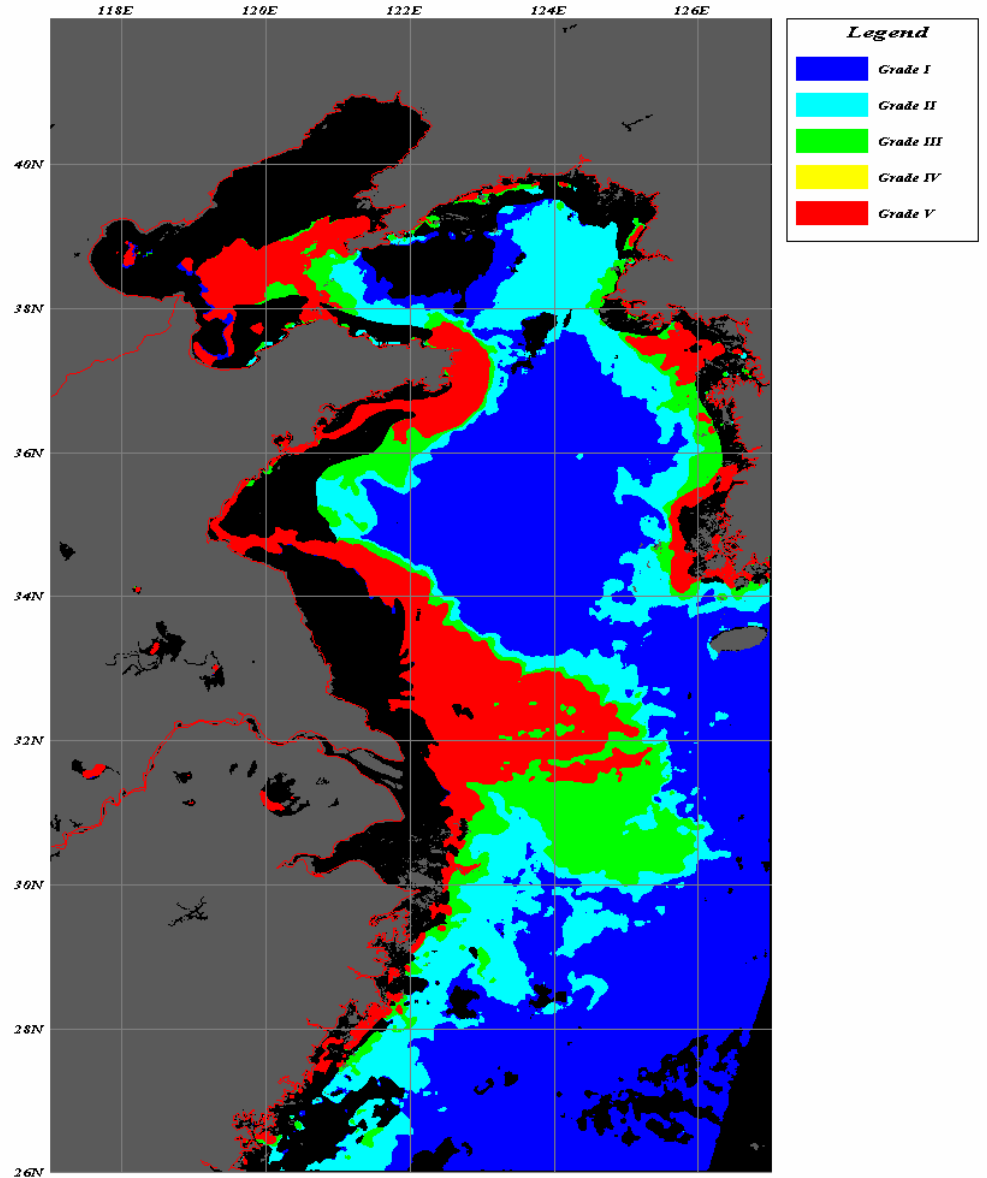 118E 120E 122E 124E 126E
Legend
Grade I
Grade II
Grade III
Grade IV
Grade V
40N
38N
36N
34N
32N
30N
28N
26N